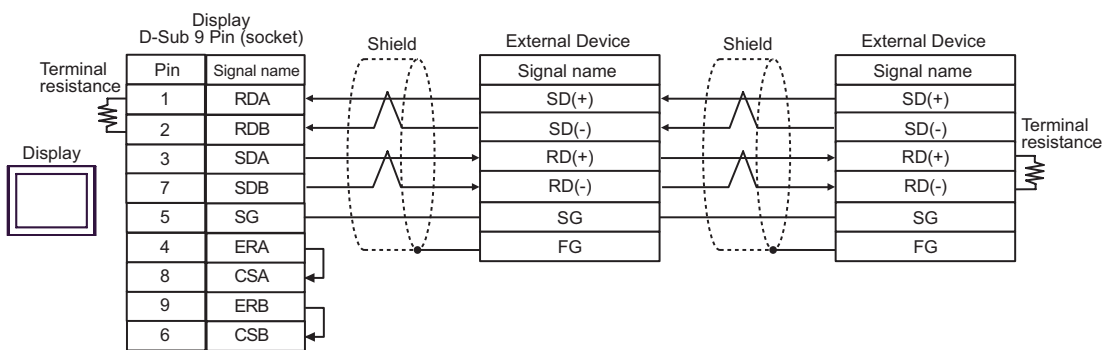 Display
D-Sub 9 Pin (socket)
Shield
External Device
Shield
External Device
Terminal
resistance
Pin Signal name
Signal name
Signal name
1 RDA
SD(+)
SD(+)
2 RDB
SD(-)
SD(-)
Terminal
resistance
Display
3 SDA
RD(+)
RD(+)
7 SDB
RD(-)
RD(-)
5 SG
SG
SG
4 ERA
FG
FG
8 CSA
9 ERB
6 CSB